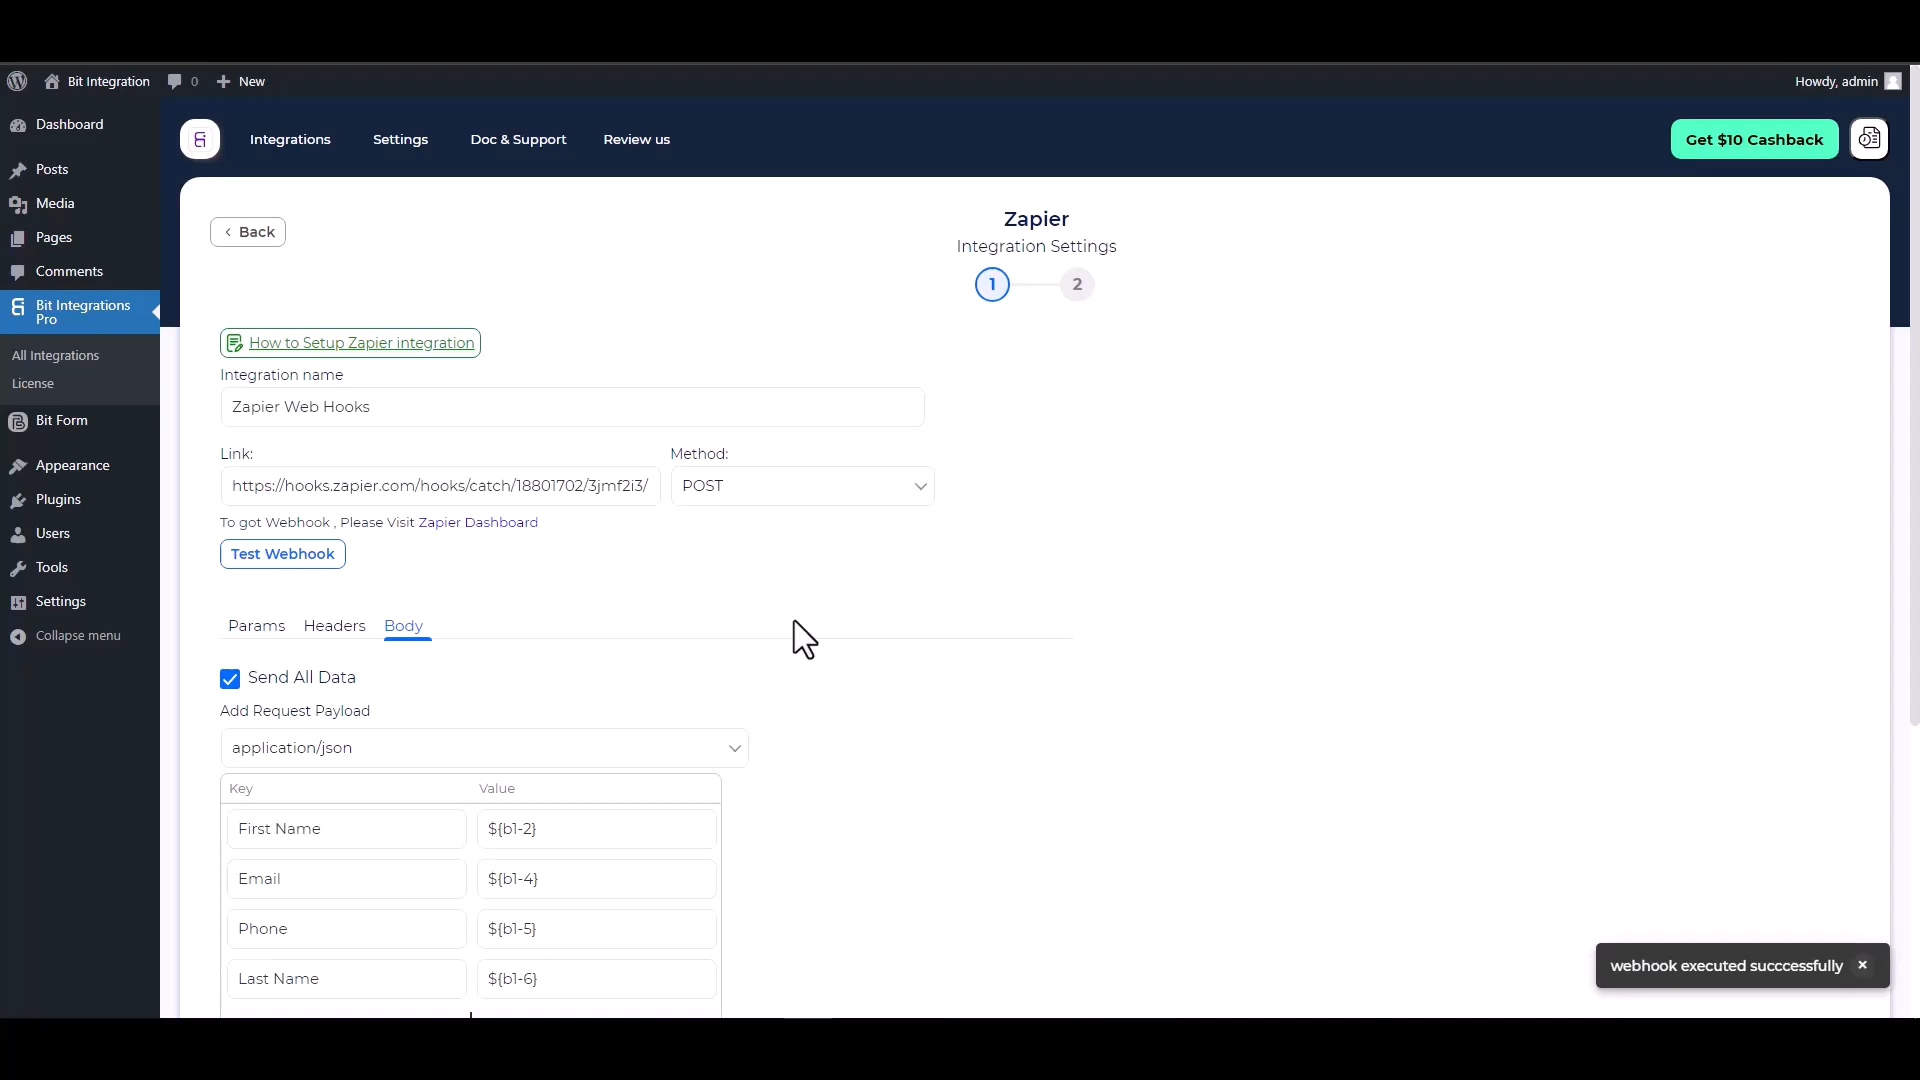 Bit Integration
0
New
Howdy, admin
Dashboard
Posts
Media
Pages
Comments
Bit Integrations
Pro
All Integrations
License
Bit Form
Appearance
Plugins
Users
Tools
Settings
Collapse menu
Integrations
Settings
Doc & Support
Review us
Get $10 Cashback
Back
Zapier
Integration Settings
1
2
How to Setup Zapier integration
Integration name
Zapier Web Hooks
Link:
Method:
https://hooks.zapier.com/hooks/catch/18801702/3jmf2i3/
POST
To got Webhook , Please Visit Zapier Dashboard
Test Webhook
Params
Headers
Body
Send All Data
Add Request Payload
application/json
Key
Value
First Name
${b1-2}
Email
${b1-4}
Phone
${b1-5}
Last Name
${b1-6}
webhook executed succcessfully